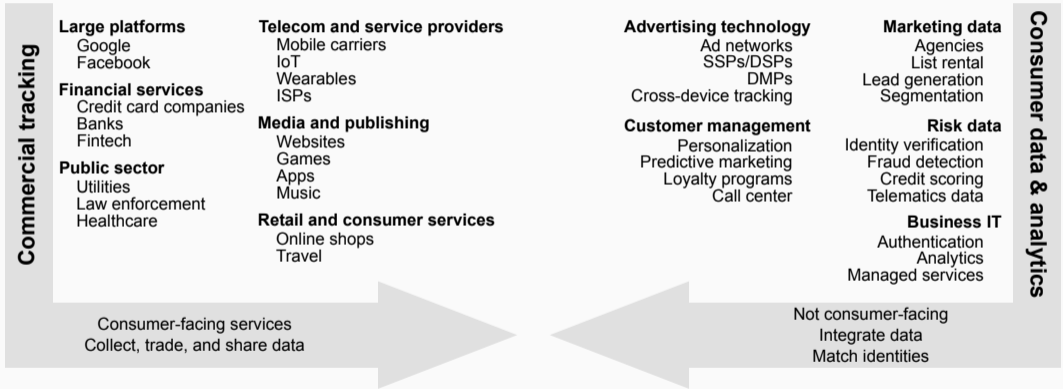 Commercial tracking
Large platforms
Google
Facebook
Financial services
Credit card companies
Banks
Fintech
Public sector
Utilities
Law enforcement
Healthcare
Telecom and service providers
Mobile carriers
IoT
Wearables
ISPs
Media and publishing
Websites
Games
Apps
Music
Retail and consumer services
Online shops
Travel
Consumer-facing services
Collect, trade, and share data
Advertising technology
Ad networks
SSPs/DSPs
DMPs
Cross-device tracking
Customer management
Personalization
Predictive marketing
Loyalty programs
Call center
Marketing data
Agencies
List rental
Lead generation
Segmentation
Risk data
Identity verification
Fraud detection
Credit scoring
Telematics data
Business IT
Authentication
Analytics
Managed services
Consumer data & analytics
Not consumer-facing
Integrate data
Match identities